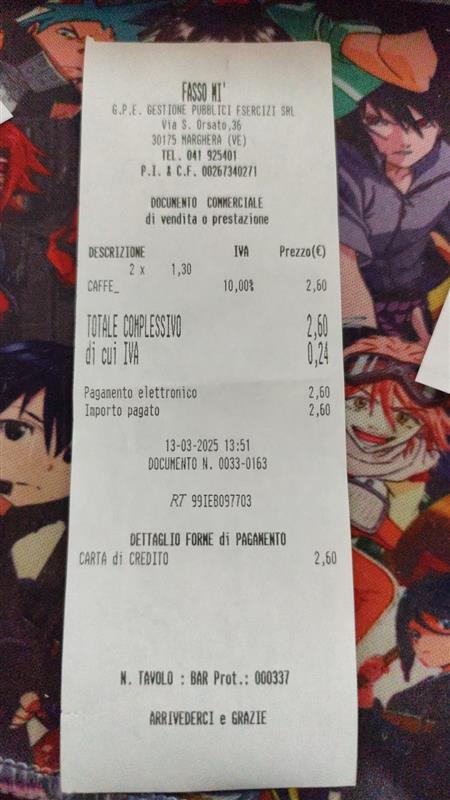 FASSO MI'
G.P.E. GESTIONE PUBBLICI FSERCIZI SRL
Via S. Orsato,36
30175 MARGHERA (VE)
TEL. 041 925401
P.I. & C.F. 00267340271
DOCUMENTO COMMERCIALE
di vendita o prestazione
DESCRIZIONE IVA Prezzo(€)
2 x 1,30
CAFFE_ 10,00% 2,60
TOTALE COMPLESSIVO 2,60
di cui IVA 0,24
Pagamento elettronico 2,60
Importo pagato 2,60
13-03-2025 13:51
DOCUMENTO N. 0033-0163
RT 99IEB097703
DETTAGLIO FORME di PAGAMENTO
CARTA di CREDITO 2,60
N. TAVOLO : BAR Prot.: 000337
ARRIVEDERCI e GRAZIE